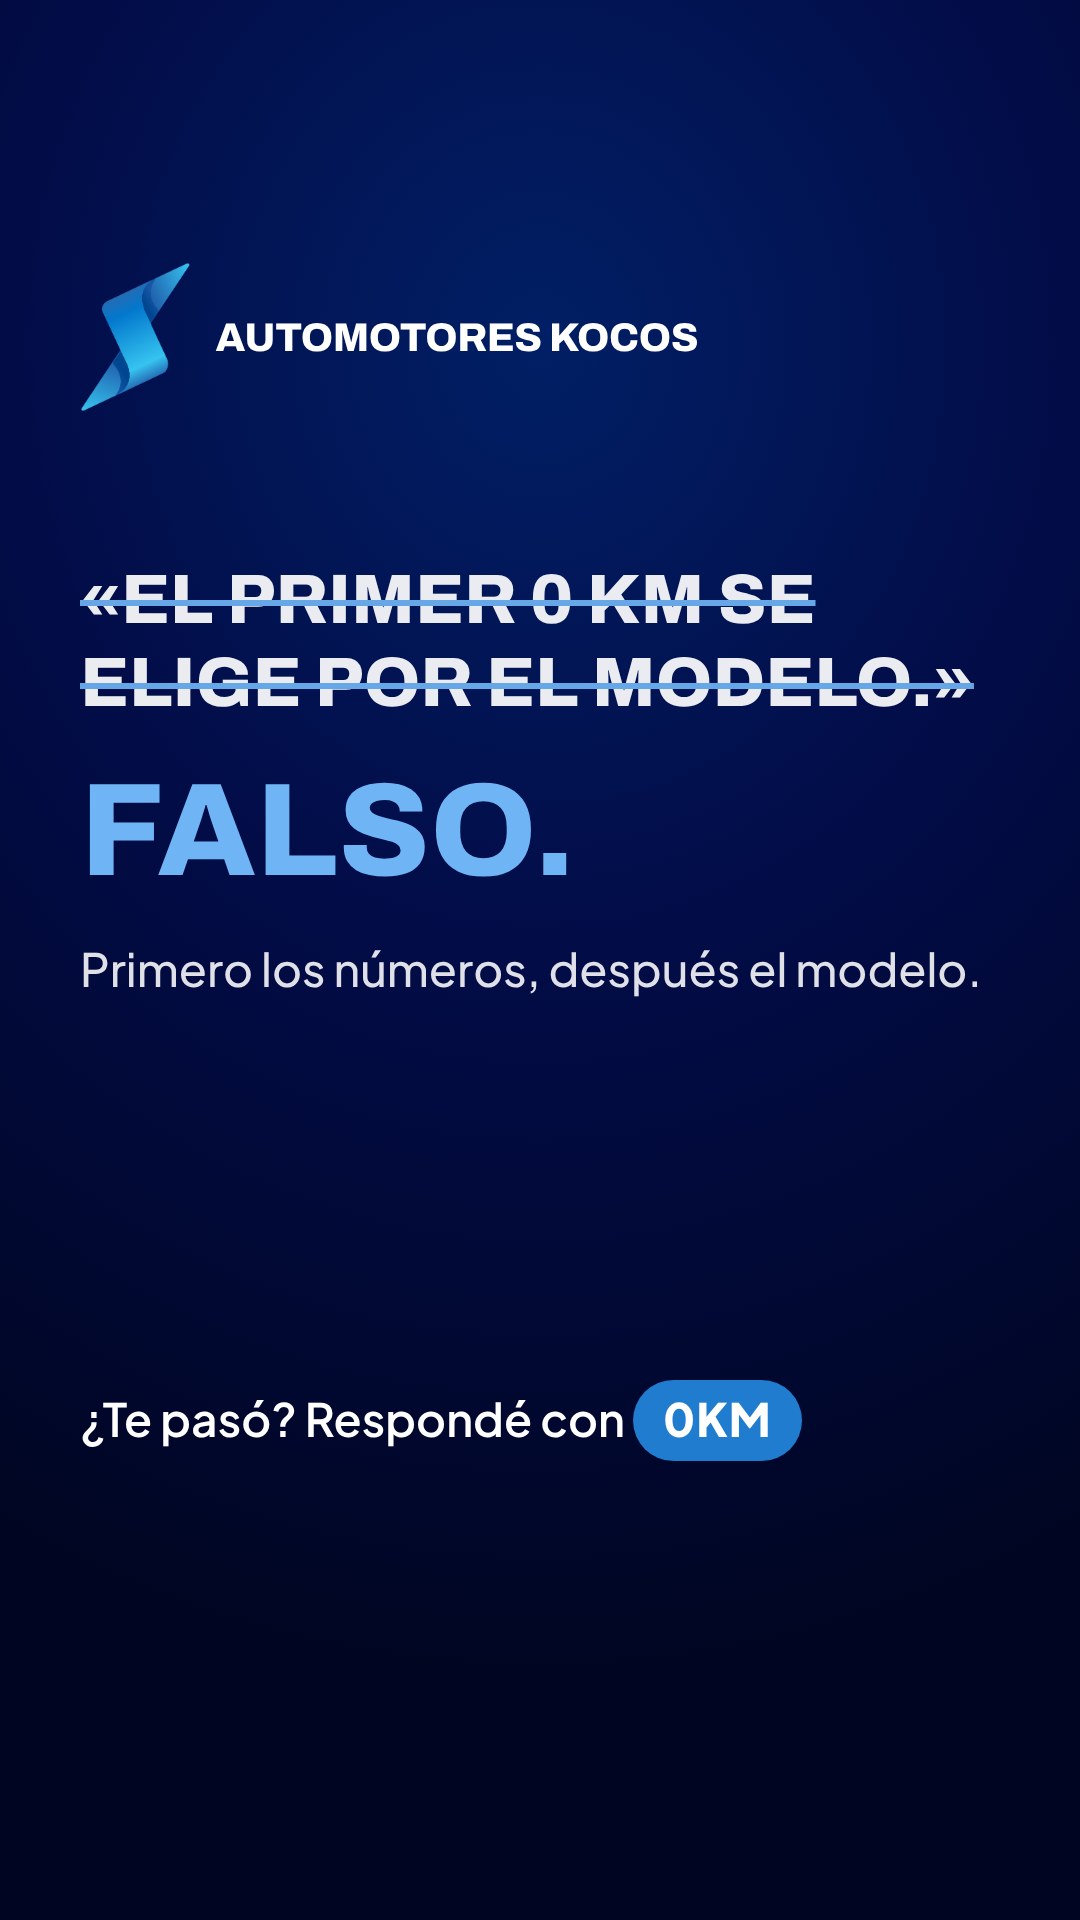 AUTOMOTORES KOCOS
«EL PRIMER 0 KM SE
ELIGE POR EL MODELO.»
FALSO.
Primero los números, después el modelo.
¿Te pasó? Respondé con 0KM